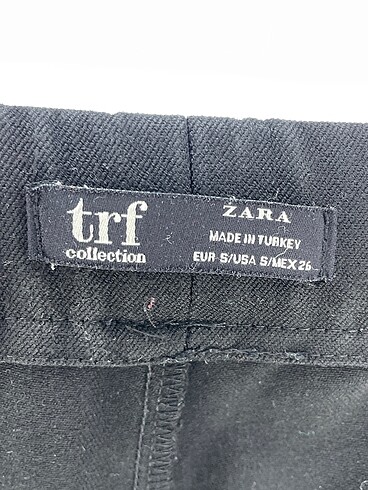 trf
collection
ZARA
MADE IN TURKEY
EUR S/USA S/MEX 26